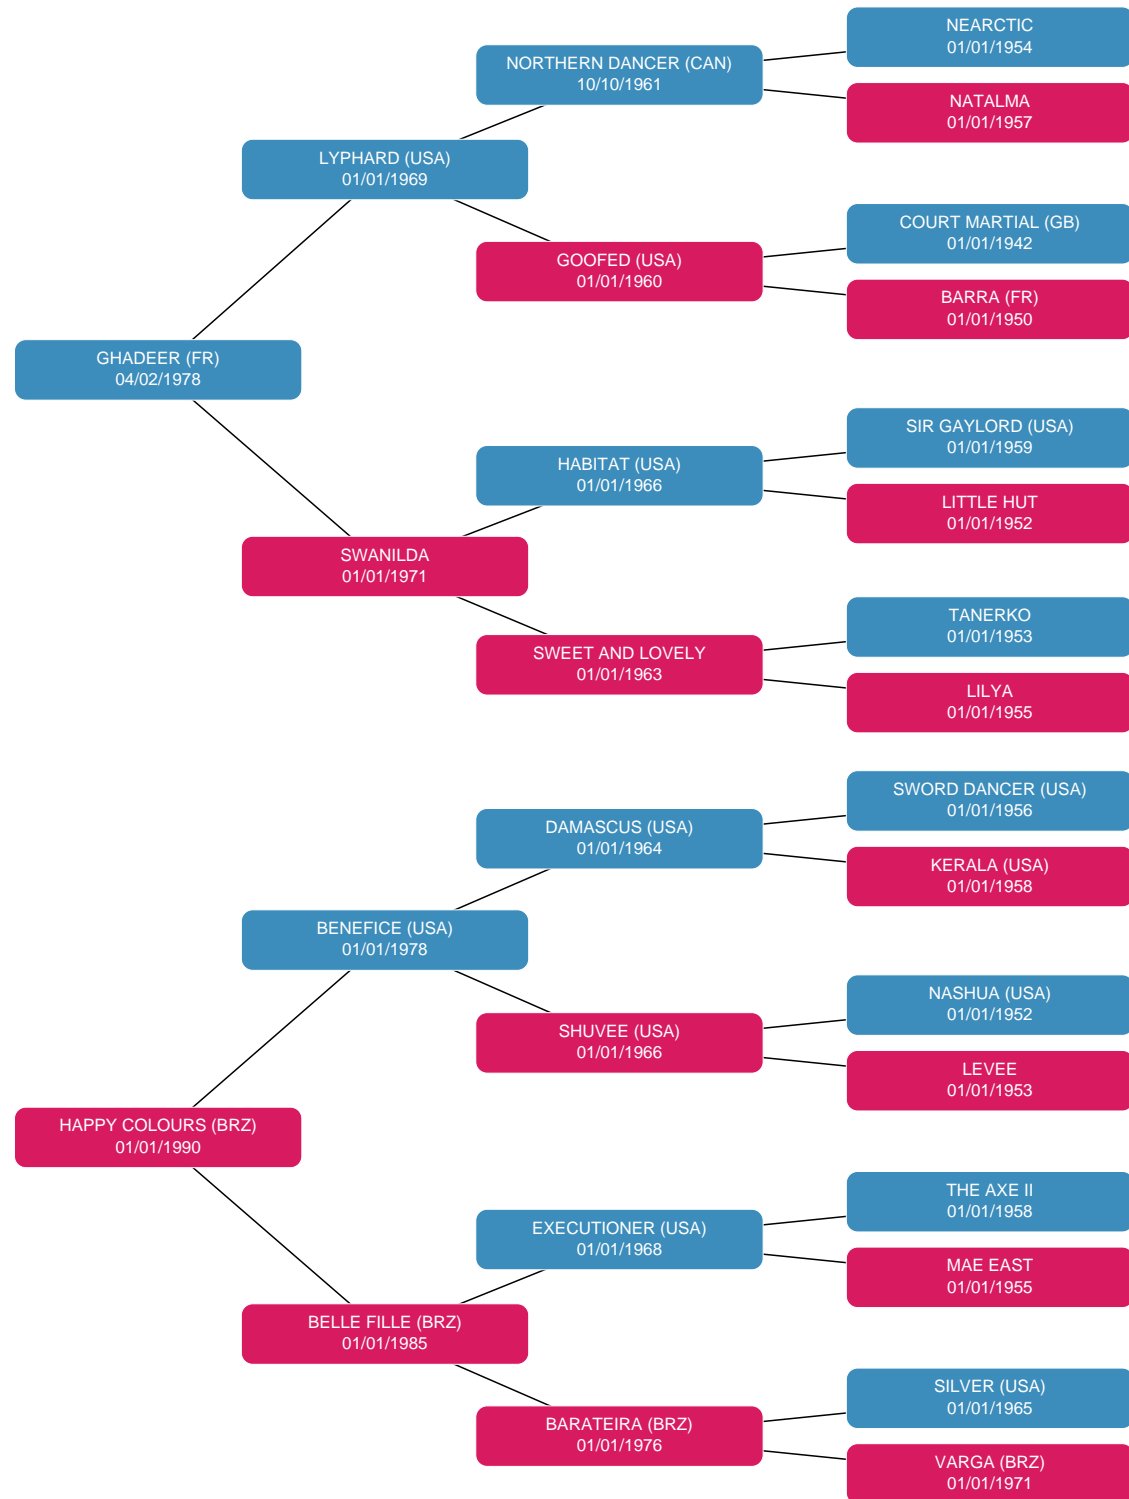 NEARCTIC
01/01/1954
NORTHERN DANCER (CAN)
10/10/1961
NATALMA
01/01/1957
LYPHARD (USA)
01/01/1969
COURT MARTIAL (GB)
01/01/1942
GOOFED (USA)
01/01/1960
BARRA (FR)
01/01/1950
GHADEER (FR)
04/02/1978
SIR GAYLORD (USA)
01/01/1959
HABITAT (USA)
01/01/1966
LITTLE HUT
01/01/1952
SWANILDA
01/01/1971
TANERKO
01/01/1953
SWEET AND LOVELY
01/01/1963
LILYA
01/01/1955
SWORD DANCER (USA)
01/01/1956
DAMASCUS (USA)
01/01/1964
KERALA (USA)
01/01/1958
BENEFICE (USA)
01/01/1978
NASHUA (USA)
01/01/1952
SHUVEE (USA)
01/01/1966
LEVEE
01/01/1953
HAPPY COLOURS (BRZ)
01/01/1990
THE AXE II
01/01/1958
EXECUTIONER (USA)
01/01/1968
MAE EAST
01/01/1955
BELLE FILLE (BRZ)
01/01/1985
SILVER (USA)
01/01/1965
BARATEIRA (BRZ)
01/01/1976
VARGA (BRZ)
01/01/1971